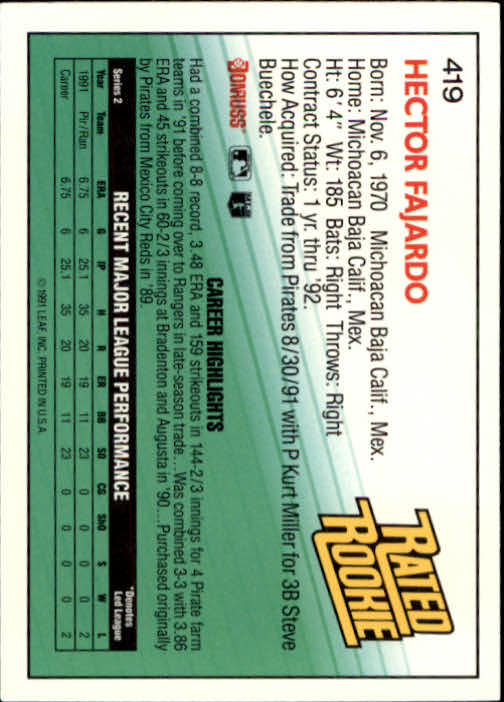 419
HECTOR FAJARDO
RATED
ROOKIE
Born: Nov. 6, 1970 Michoacan Baja Calif., Mex.
Home: Michoacan Baja Calif., Mex.
Ht: 6'4" Wt: 185 Bats: Right Throws: Right
Contract Status: 1 yr. thru '92.
How Acquired: Trade from Pirates 8/30/91 with P Kurt Miller for 3B Steve
Buechele.
DONRUSS
CAREER HIGHLIGHTS
Had a combined 8-8 record, 3.48 ERA and 159 strikeouts in 144-2/3 innings for 4 Pirate farm
teams in '91 before coming over to Rangers in late-season trade...Was combined 3-3 with 3.86
ERA and 45 strikeouts in 60-2/3 innings at Bradenton and Augusta in '90...Purchased originally
by Pirates from Mexico City Reds in '89.
Series 2 RECENT MAJOR LEAGUE PERFORMANCE *Denotes
Led League
Year Team ERA G IP H R ER BB SO CG ShO S W L
1991 Pir/Ran 6.75 6 25.1 35 20 19 11 23 0 0 0 0 2
Career 6.75 6 25.1 35 20 19 11 23 0 0 0 0 2
© 1991 LEAF, INC. PRINTED IN U.S.A.